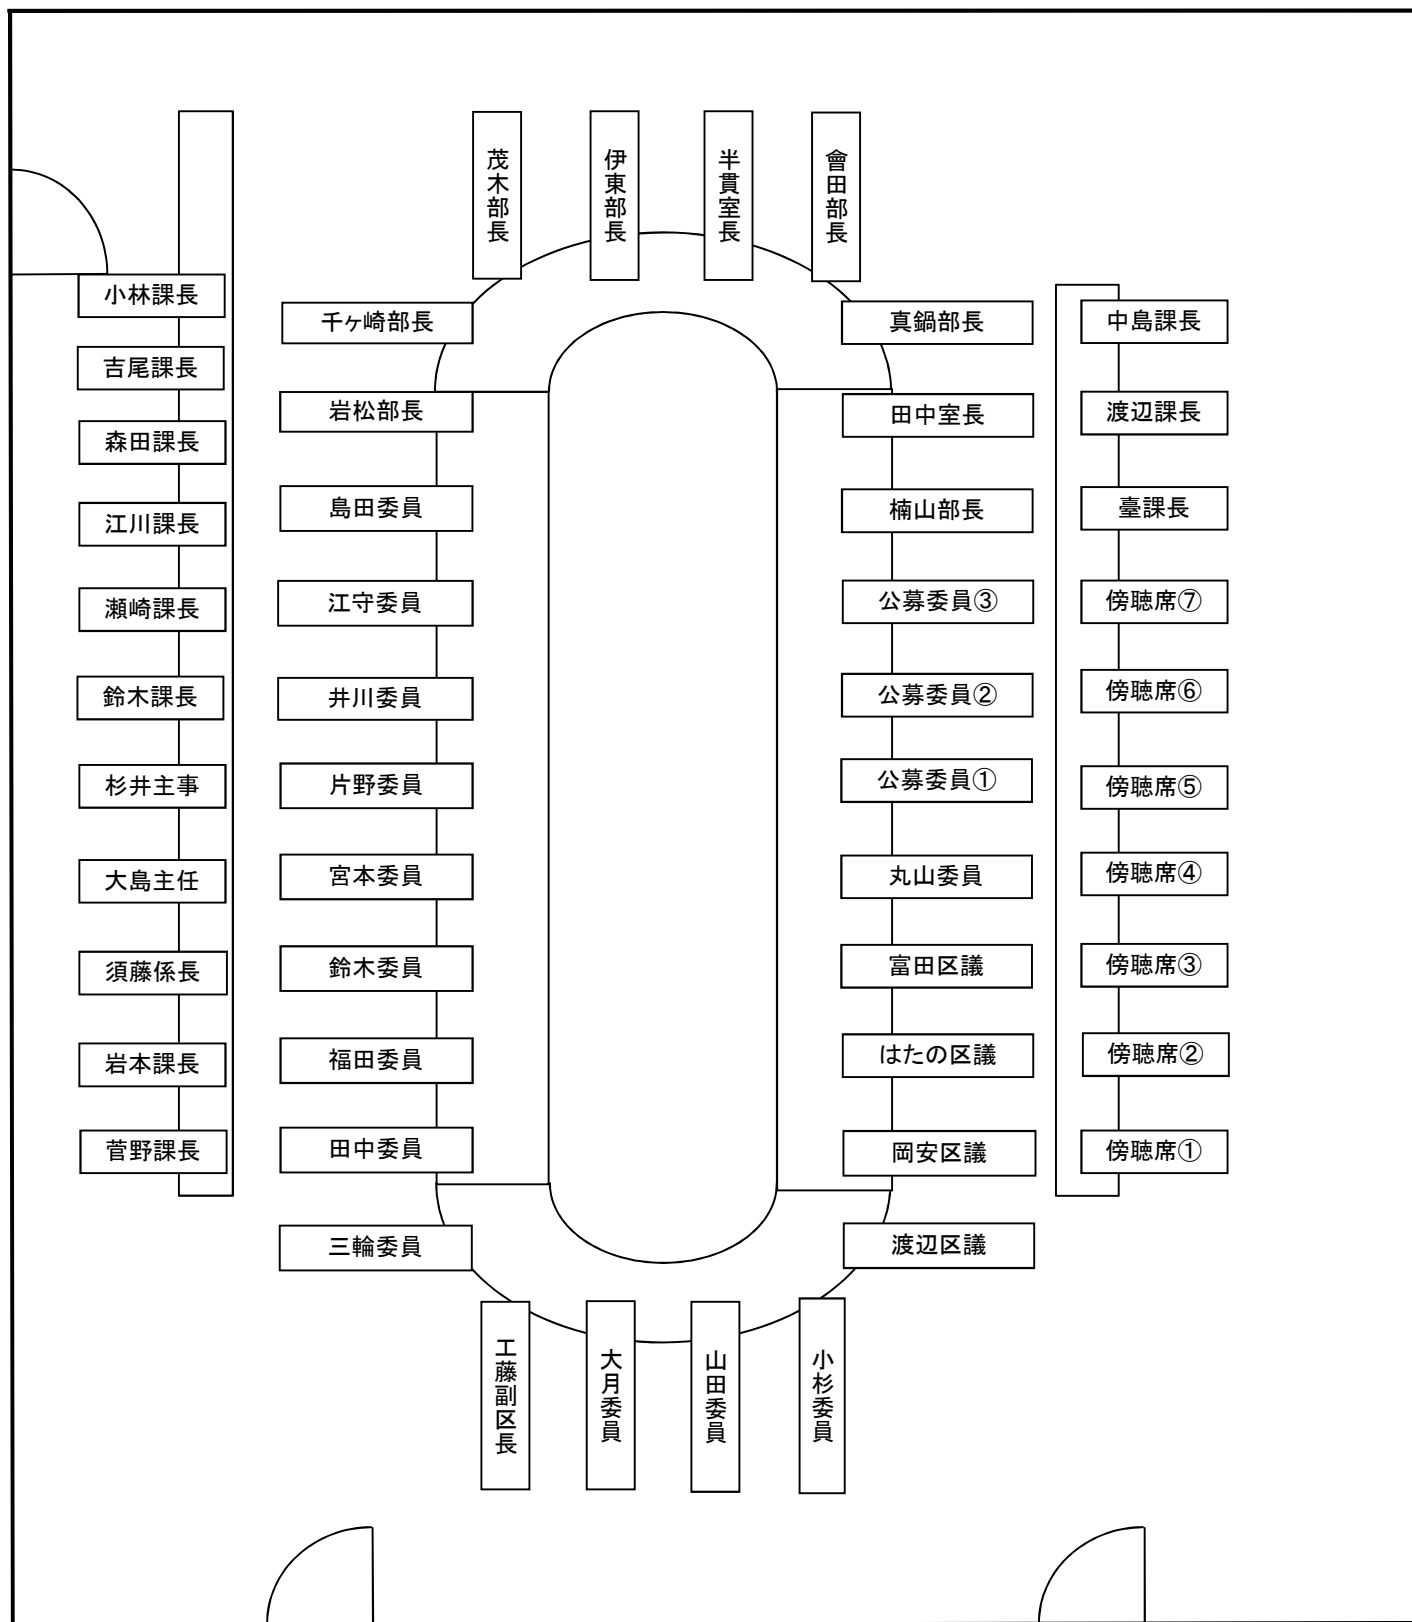 茂木部長
伊東部長
半貫室長
會田部長
小林課長
吉尾課長
森田課長
江川課長
瀬崎課長
鈴木課長
杉井主事
大島主任
須藤係長
岩本課長
菅野課長
千ヶ崎部長
岩松部長
島田委員
江守委員
井川委員
片野委員
宮本委員
鈴木委員
福田委員
田中委員
三輪委員
真鍋部長
田中室長
楠山部長
公募委員③
公募委員②
公募委員①
丸山委員
富田区議
はたの区議
岡安区議
渡辺区議
中島課長
渡辺課長
臺課長
傍聴席⑦
傍聴席⑥
傍聴席⑤
傍聴席④
傍聴席③
傍聴席②
傍聴席①
工藤副区長
大月委員
山田委員
小杉委員